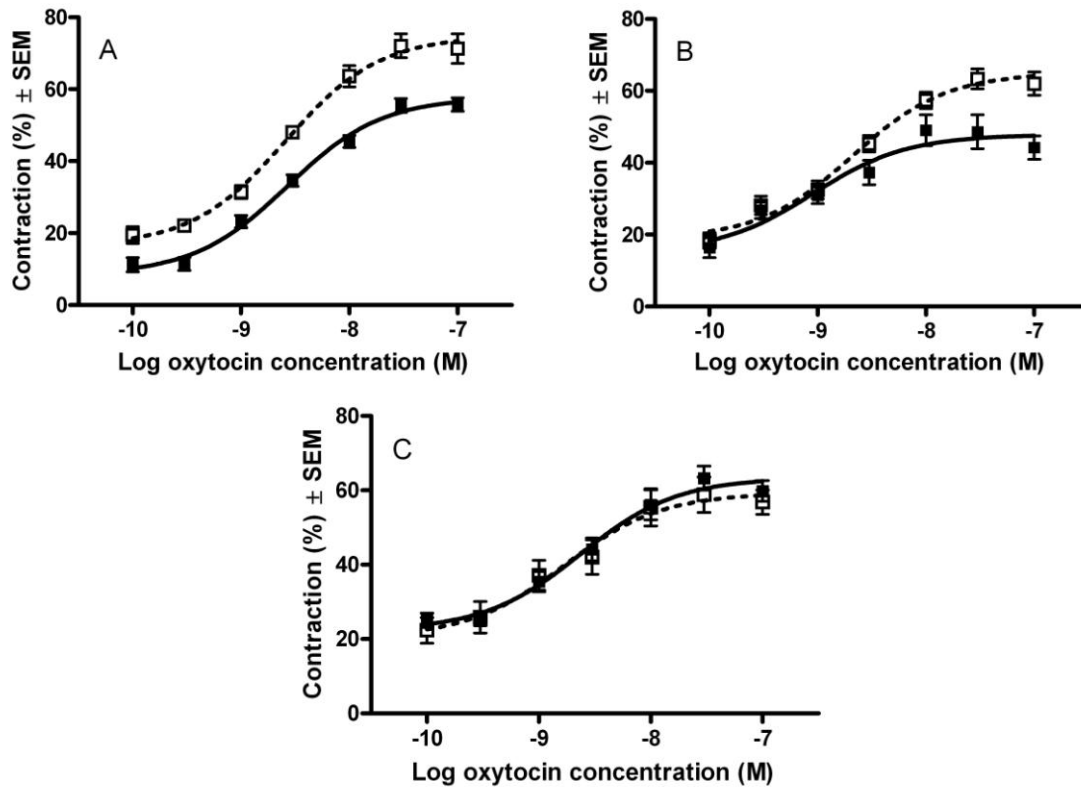 A
Contraction (%) ± SEM
80
60
40
20
0
-10 -9 -8 -7
Log oxytocin concentration (M)
B
Contraction (%) ± SEM
80
60
40
20
0
-10 -9 -8 -7
Log oxytocin concentration (M)
C
Contraction (%) ± SEM
80
60
40
20
0
-10 -9 -8 -7
Log oxytocin concentration (M)